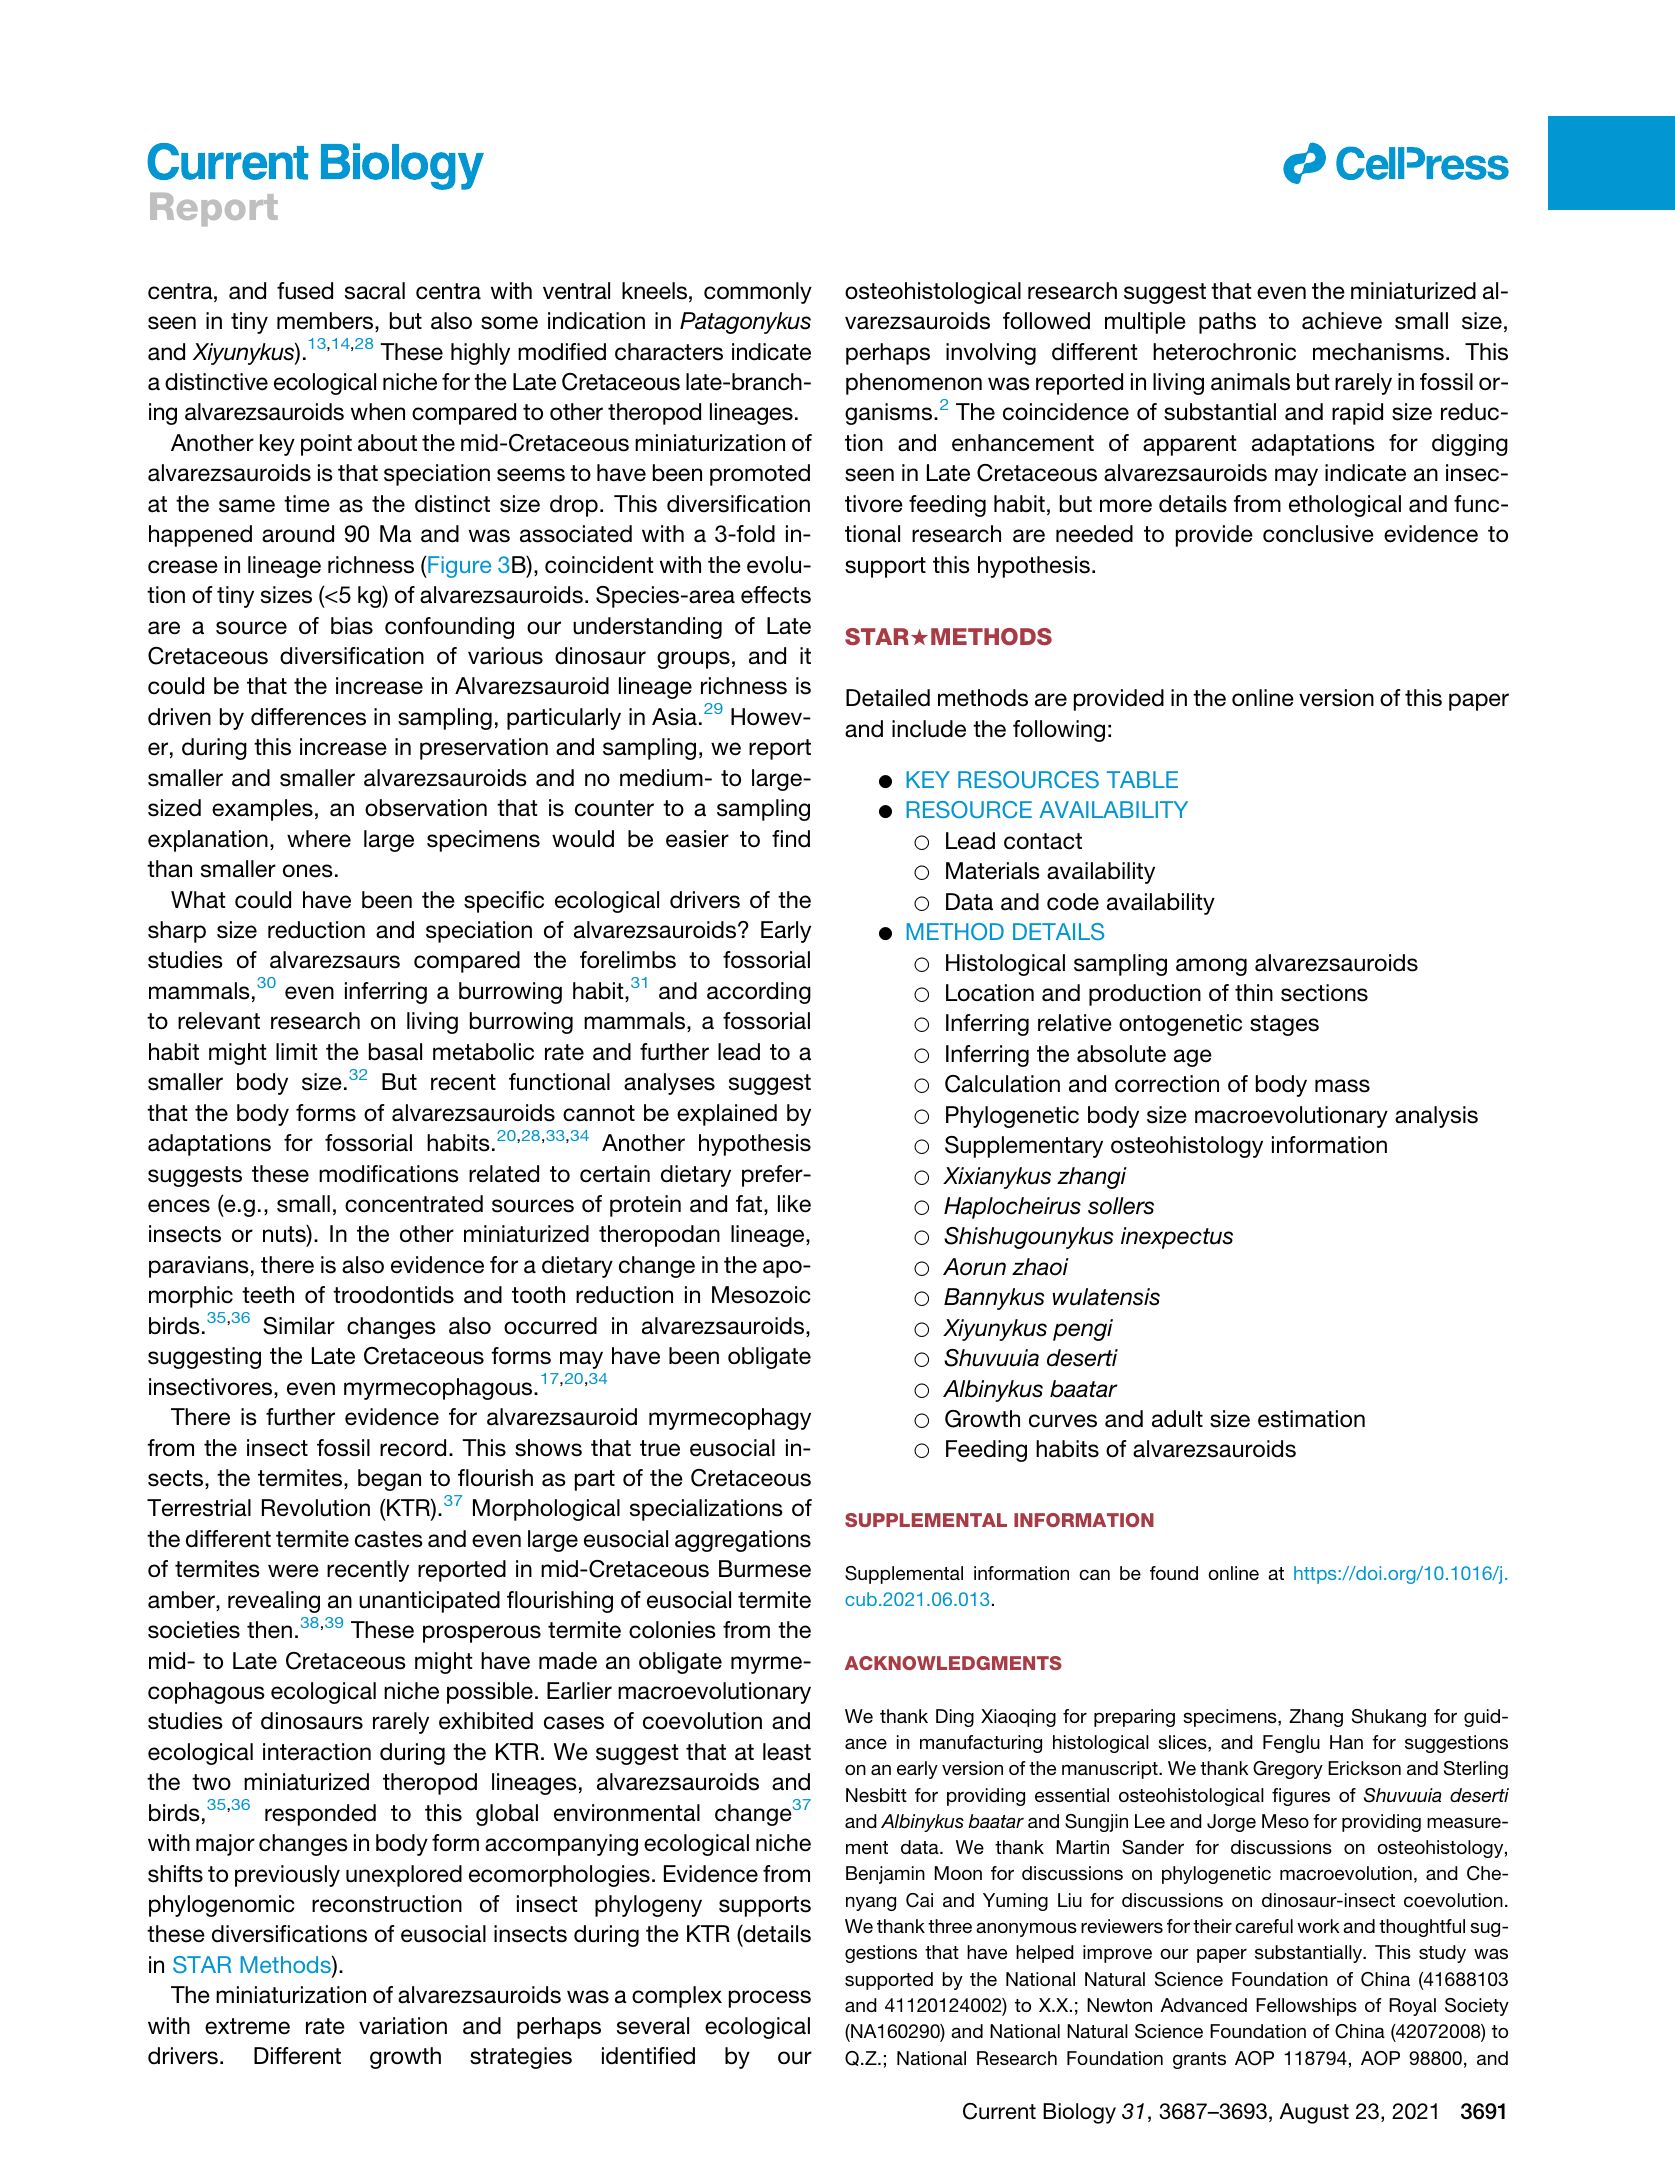 Current Biology
Report
CellPress
centra, and fused sacral centra with ventral kneels, commonly
seen in tiny members, but also some indication in Patagonykus
and Xiyunykus).13,14,28 These highly modified characters indicate
a distinctive ecological niche for the Late Cretaceous late-branch-
ing alvarezsauroids when compared to other theropod lineages.
Another key point about the mid-Cretaceous miniaturization of
alvarezsauroids is that speciation seems to have been promoted
at the same time as the distinct size drop. This diversification
happened around 90 Ma and was associated with a 3-fold in-
crease in lineage richness (Figure 3B), coincident with the evolu-
tion of tiny sizes (<5 kg) of alvarezsauroids. Species-area effects
are a source of bias confounding our understanding of Late
Cretaceous diversification of various dinosaur groups, and it
could be that the increase in Alvarezsauroid lineage richness is
driven by differences in sampling, particularly in Asia.29 Howev-
er, during this increase in preservation and sampling, we report
smaller and smaller alvarezsauroids and no medium- to large-
sized examples, an observation that is counter to a sampling
explanation, where large specimens would be easier to find
than smaller ones.
What could have been the specific ecological drivers of the
sharp size reduction and speciation of alvarezsauroids? Early
studies of alvarezsaurs compared the forelimbs to fossorial
mammals,30 even inferring a burrowing habit,31 and according
to relevant research on living burrowing mammals, a fossorial
habit might limit the basal metabolic rate and further lead to a
smaller body size.32 But recent functional analyses suggest
that the body forms of alvarezsauroids cannot be explained by
adaptations for fossorial habits.20,28,33,34 Another hypothesis
suggests these modifications related to certain dietary prefer-
ences (e.g., small, concentrated sources of protein and fat, like
insects or nuts). In the other miniaturized theropodan lineage,
paravians, there is also evidence for a dietary change in the apo-
morphic teeth of troodontids and tooth reduction in Mesozoic
birds.35,36 Similar changes also occurred in alvarezsauroids,
suggesting the Late Cretaceous forms may have been obligate
insectivores, even myrmecophagous.17,20,34
There is further evidence for alvarezsauroid myrmecophagy
from the insect fossil record. This shows that true eusocial in-
sects, the termites, began to flourish as part of the Cretaceous
Terrestrial Revolution (KTR).37 Morphological specializations of
the different termite castes and even large eusocial aggregations
of termites were recently reported in mid-Cretaceous Burmese
amber, revealing an unanticipated flourishing of eusocial termite
societies then.38,39 These prosperous termite colonies from the
mid- to Late Cretaceous might have made an obligate myrme-
cophagous ecological niche possible. Earlier macroevolutionary
studies of dinosaurs rarely exhibited cases of coevolution and
ecological interaction during the KTR. We suggest that at least
the two miniaturized theropod lineages, alvarezsauroids and
birds,35,36 responded to this global environmental change37
with major changes in body form accompanying ecological niche
shifts to previously unexplored ecomorphologies. Evidence from
phylogenomic reconstruction of insect phylogeny supports
these diversifications of eusocial insects during the KTR (details
in STAR Methods).
The miniaturization of alvarezsauroids was a complex process
with extreme rate variation and perhaps several ecological
drivers. Different growth strategies identified by our
osteohistological research suggest that even the miniaturized al-
varezsauroids followed multiple paths to achieve small size,
perhaps involving different heterochronic mechanisms. This
phenomenon was reported in living animals but rarely in fossil or-
ganisms.2 The coincidence of substantial and rapid size reduc-
tion and enhancement of apparent adaptations for digging
seen in Late Cretaceous alvarezsauroids may indicate an insec-
tivore feeding habit, but more details from ethological and func-
tional research are needed to provide conclusive evidence to
support this hypothesis.
STAR★METHODS
Detailed methods are provided in the online version of this paper
and include the following:
● KEY RESOURCES TABLE
● RESOURCE AVAILABILITY
○ Lead contact
○ Materials availability
○ Data and code availability
● METHOD DETAILS
○ Histological sampling among alvarezsauroids
○ Location and production of thin sections
○ Inferring relative ontogenetic stages
○ Inferring the absolute age
○ Calculation and correction of body mass
○ Phylogenetic body size macroevolutionary analysis
○ Supplementary osteohistology information
○ Xixianykus zhangi
○ Haplocheirus sollers
○ Shishugounykus inexpectus
○ Aorun zhaoi
○ Bannykus wulatensis
○ Xiyunykus pengi
○ Shuvuuia deserti
○ Albinykus baatar
○ Growth curves and adult size estimation
○ Feeding habits of alvarezsauroids
SUPPLEMENTAL INFORMATION
Supplemental information can be found online at https://doi.org/10.1016/j.
cub.2021.06.013.
ACKNOWLEDGMENTS
We thank Ding Xiaoqing for preparing specimens, Zhang Shukang for guid-
ance in manufacturing histological slices, and Fenglu Han for suggestions
on an early version of the manuscript. We thank Gregory Erickson and Sterling
Nesbitt for providing essential osteohistological figures of Shuvuuia deserti
and Albinykus baatar and Sungjin Lee and Jorge Meso for providing measure-
ment data. We thank Martin Sander for discussions on osteohistology,
Benjamin Moon for discussions on phylogenetic macroevolution, and Che-
nyang Cai and Yuming Liu for discussions on dinosaur-insect coevolution.
We thank three anonymous reviewers for their careful work and thoughtful sug-
gestions that have helped improve our paper substantially. This study was
supported by the National Natural Science Foundation of China (41688103
and 41120124002) to X.X.; Newton Advanced Fellowships of Royal Society
(NA160290) and National Natural Science Foundation of China (42072008) to
Q.Z.; National Research Foundation grants AOP 118794, AOP 98800, and
Current Biology 31, 3687–3693, August 23, 2021 3691